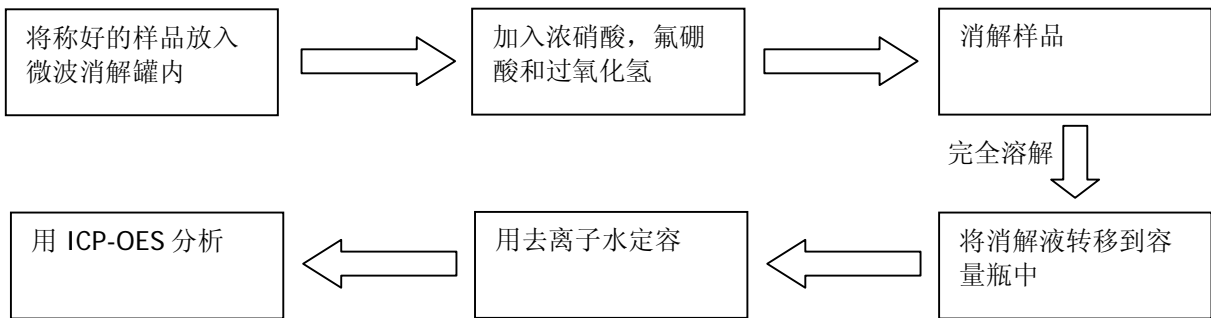 将称好的样品放入
微波消解罐内
加入浓硝酸，氟硼
酸和过氧化氢
消解样品
完全溶解
将消解液转移到容
量瓶中
用去离子水定容
用 ICP-OES 分析